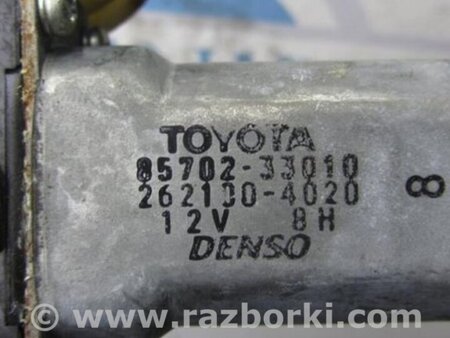 TOYOTA
85702-33010
262100-4020
12V 8H
DENSO
8
© www.razborki.com